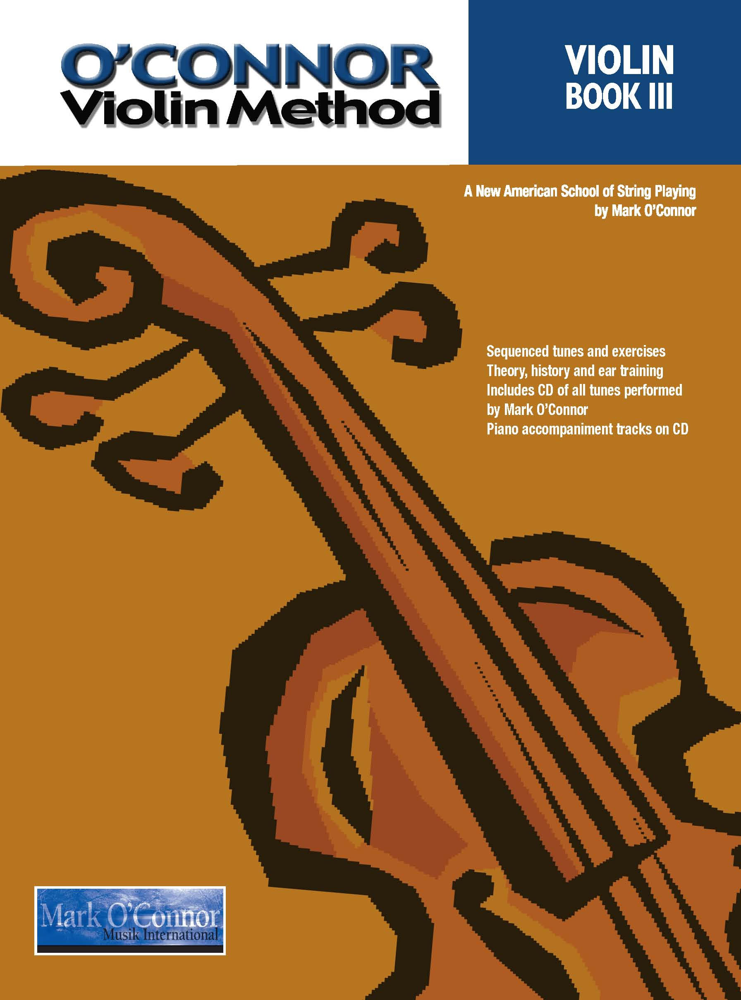 O'CONNOR
Violin Method
VIOLIN
BOOK III
A New American School of String Playing
by Mark O'Connor
Sequenced tunes and exercises
Theory, history and ear training
Includes CD of all tunes performed
by Mark O'Connor
Piano accompaniment tracks on CD
Mark O'Connor
Musik International